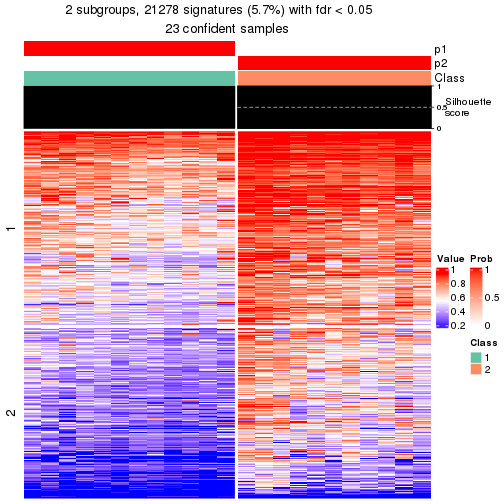 2 subgroups, 21278 signatures (5.7%) with fdr < 0.05
23 confident samples
p1
p2
Class
1
0.5
0
Silhouette
score
1
2
Value
1
0.8
0.6
0.4
0.2
Prob
1
0.5
0
Class
1
2